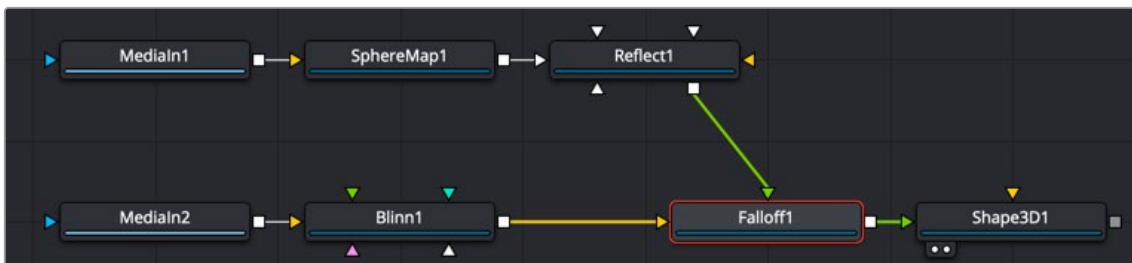 MediaIn1
SphereMap1
Reflect1
MediaIn2
Blinn1
Falloff1
Shape3D1